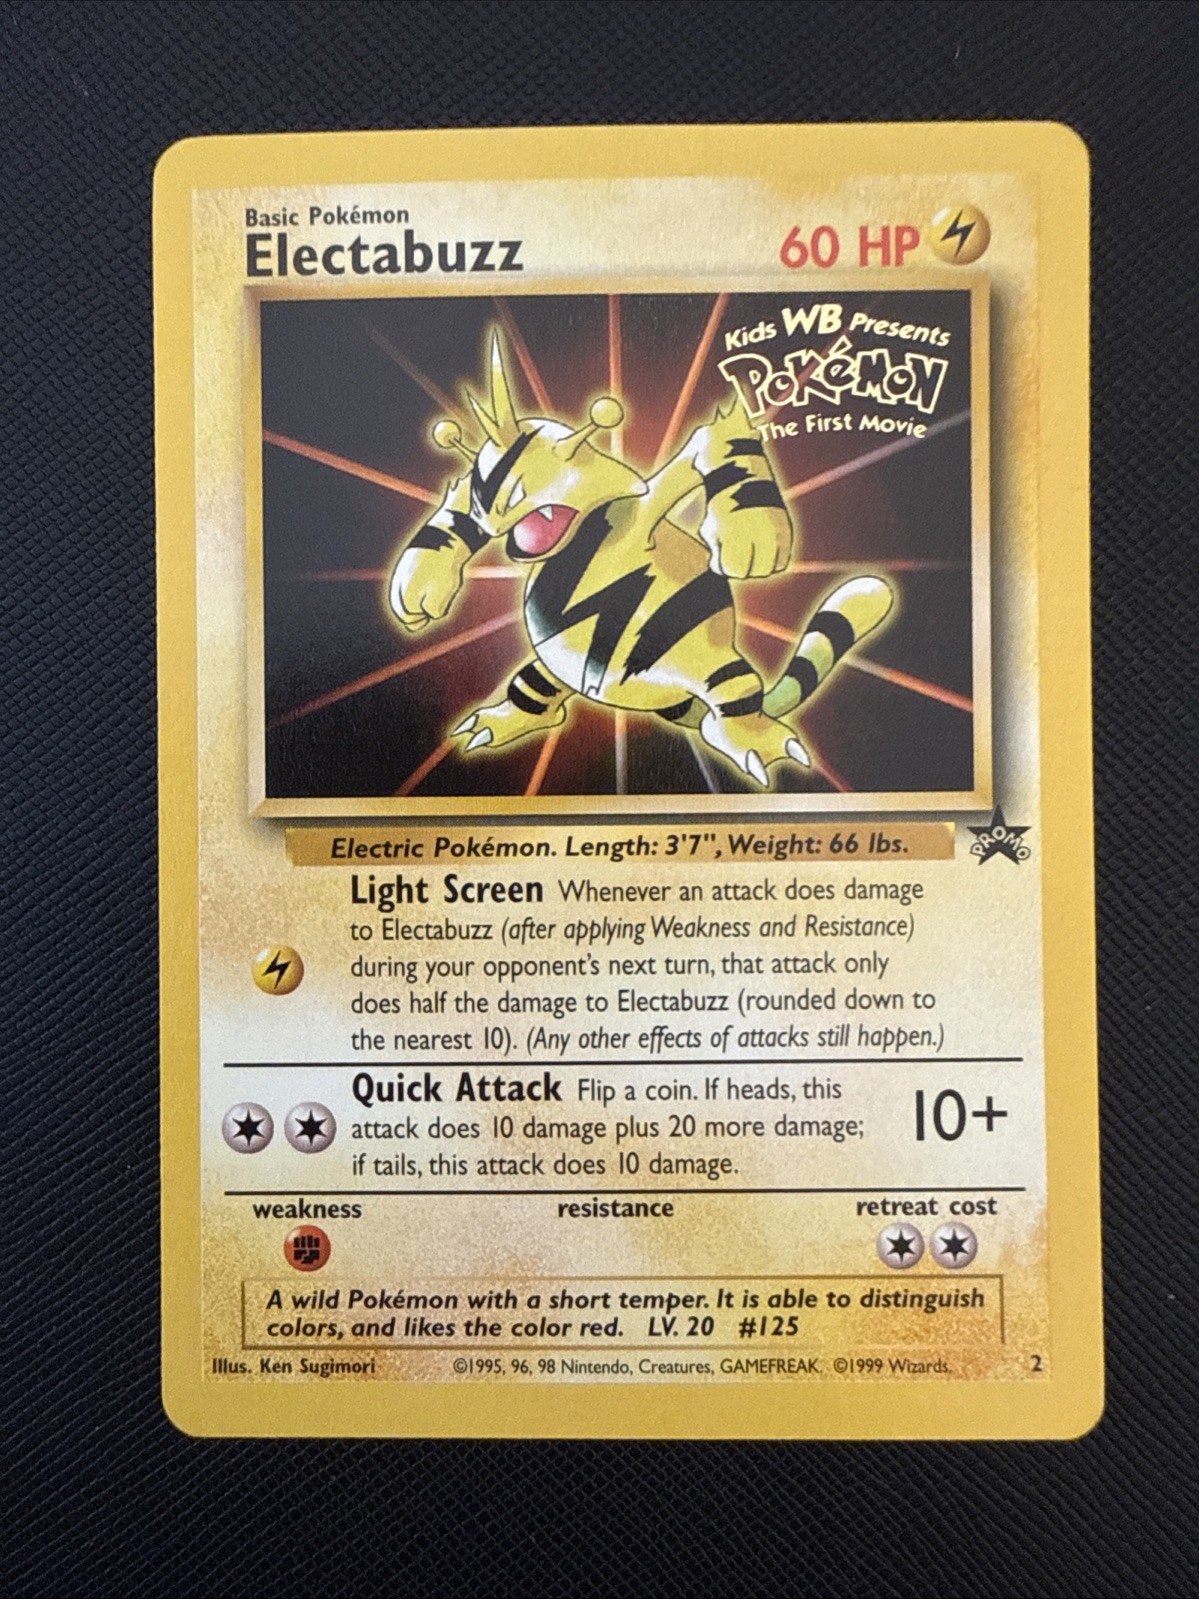 Basic Pokémon
Electabuzz
60 HP
Kids WB Presents
POKéMON
The First Movie
Electric Pokémon. Length: 3'7", Weight: 66 lbs.
PROMO
Light Screen Whenever an attack does damage
to Electabuzz (after applying Weakness and Resistance)
during your opponent's next turn, that attack only
does half the damage to Electabuzz (rounded down to
the nearest 10). (Any other effects of attacks still happen.)
Quick Attack Flip a coin. If heads, this
attack does 10 damage plus 20 more damage;
if tails, this attack does 10 damage.
10+
weakness resistance retreat cost
A wild Pokémon with a short temper. It is able to distinguish
colors, and likes the color red. LV. 20 #125
Illus. Ken Sugimori ©1995, 96, 98 Nintendo, Creatures, GAMEFREAK. ©1999 Wizards. 2